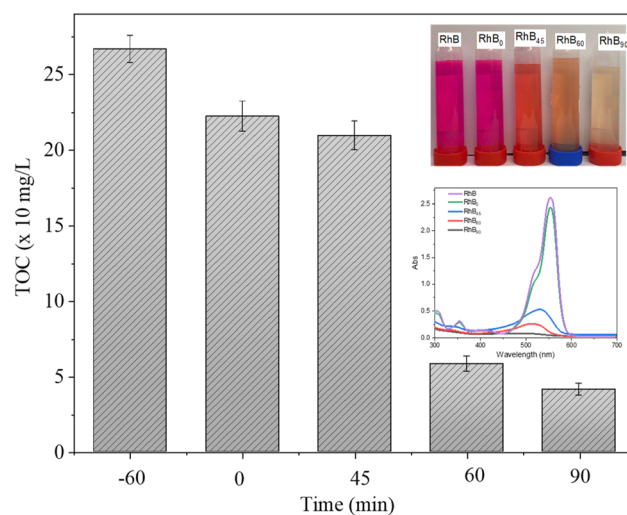 TOC (x 10 mg/L)
25
20
15
10
5
0
-60 0 45 60 90
Time (min)
RhB RhB₀ RhB₄₅ RhB₆₀ RhB₉₀
Abs
2.5
2.0
1.5
1.0
0.5
0.0
RhB
RhB₀
RhB₄₅
RhB₆₀
RhB₉₀
300 400 500 600 700
Wavelength (nm)